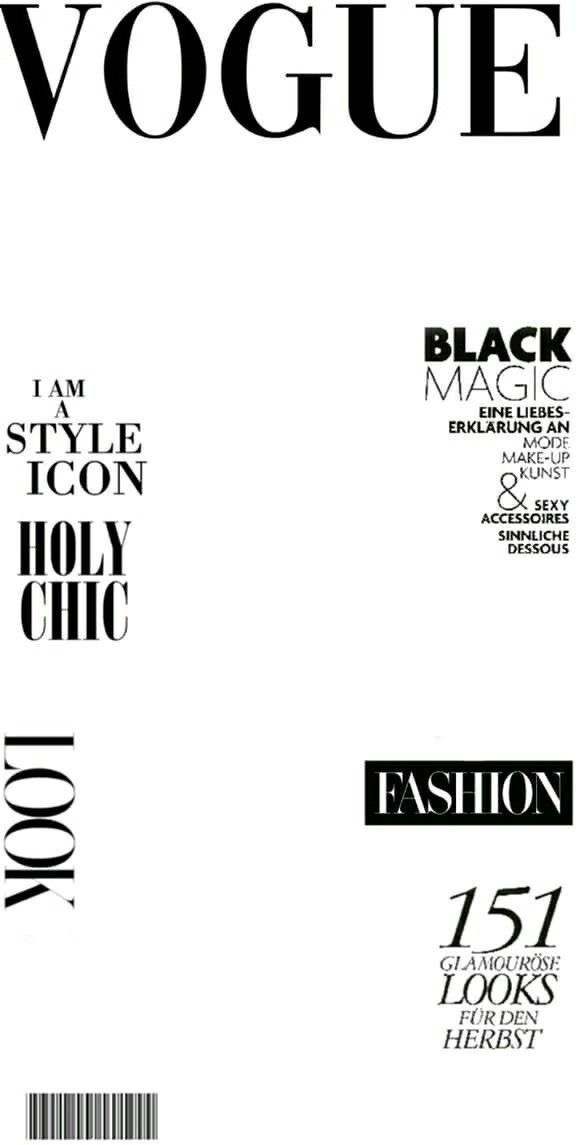 VOGUE
I AM
A
STYLE
ICON
HOLY
CHIC
LOOK
BLACK
MAGIC
EINE LIEBES-
ERKLÄRUNG AN
MODE
MAKE-UP
KUNST
& SEXY
ACCESSOIRES
SINNLICHE
DESSOUS
FASHION
151
GLAMOURÖSE
LOOKS
FÜR DEN
HERBST